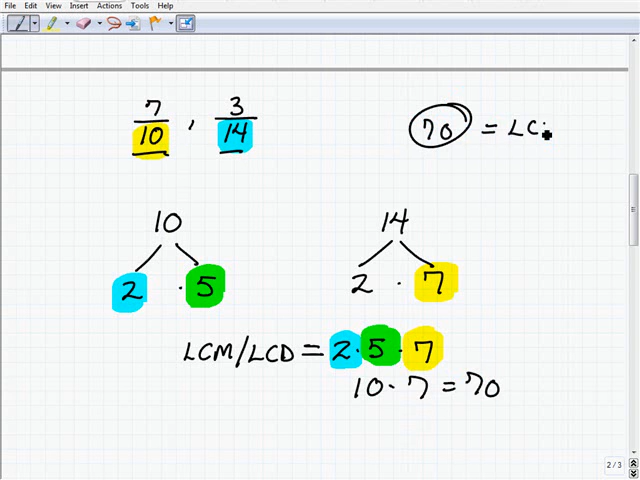 File Edit View Insert Actions Tools Help
7/10 , 3/14
70 = LC
10
14
2 · 5
2 · 7
LCM/LCD = 2 · 5 · 7
10 · 7 = 70
2 / 3